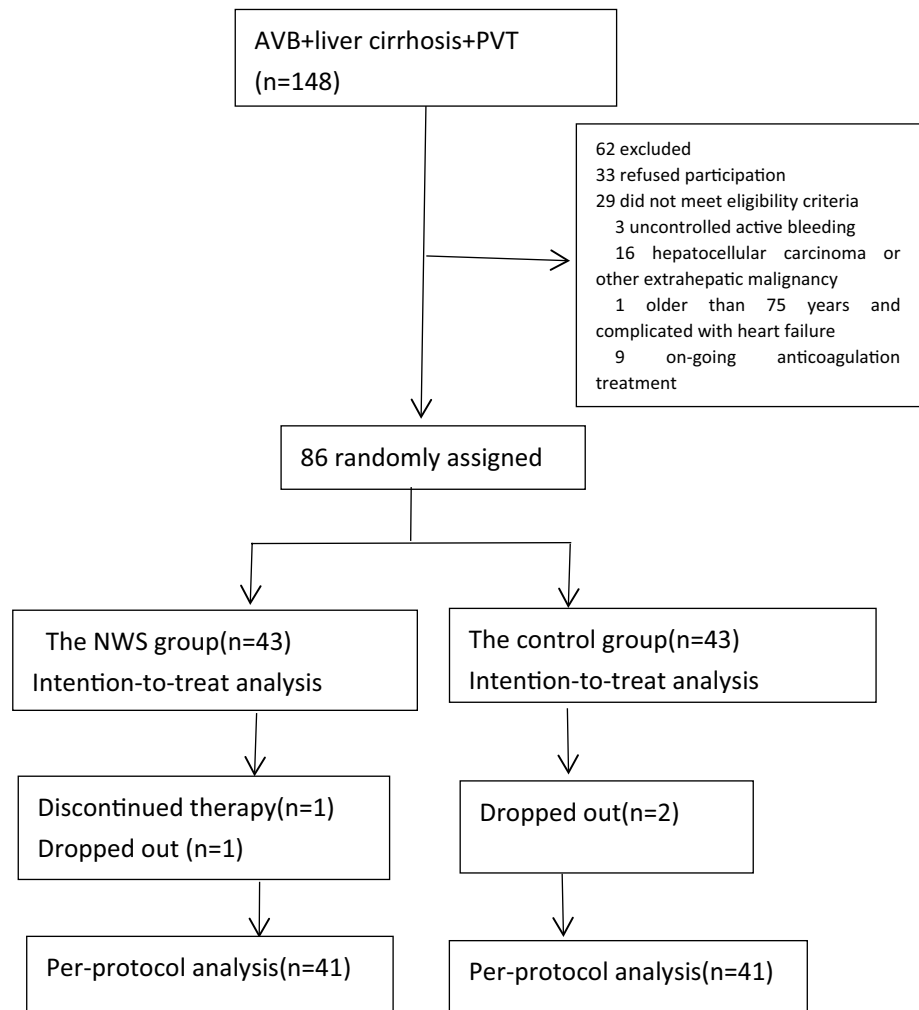 AVB+liver cirrhosis+PVT
(n=148)
62 excluded
33 refused participation
29 did not meet eligibility criteria
3 uncontrolled active bleeding
16 hepatocellular carcinoma or
other extrahepatic malignancy
1 older than 75 years and
complicated with heart failure
9 on-going anticoagulation
treatment
86 randomly assigned
The NWS group(n=43)
Intention-to-treat analysis
The control group(n=43)
Intention-to-treat analysis
Discontinued therapy(n=1)
Dropped out (n=1)
Dropped out(n=2)
Per-protocol analysis(n=41)
Per-protocol analysis(n=41)